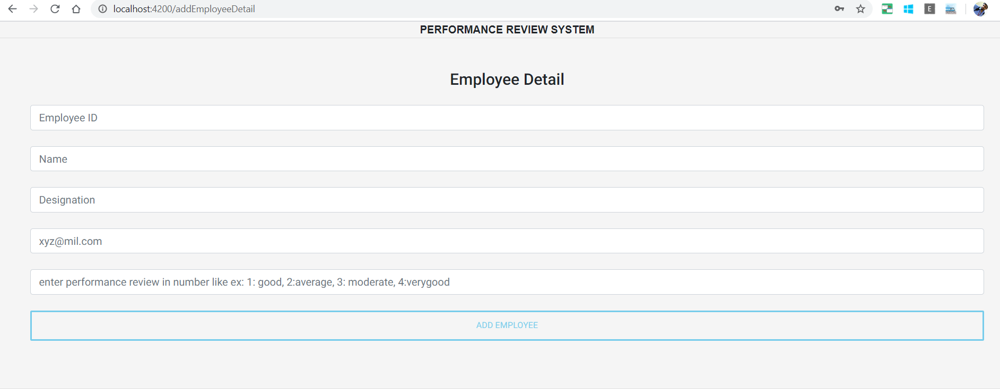 localhost:4200/addEmployeeDetail
E
PERFORMANCE REVIEW SYSTEM
Employee Detail
Employee ID
Name
Designation
xyz@mil.com
enter performance review in number like ex: 1: good, 2:average, 3: moderate, 4:verygood
ADD EMPLOYEE